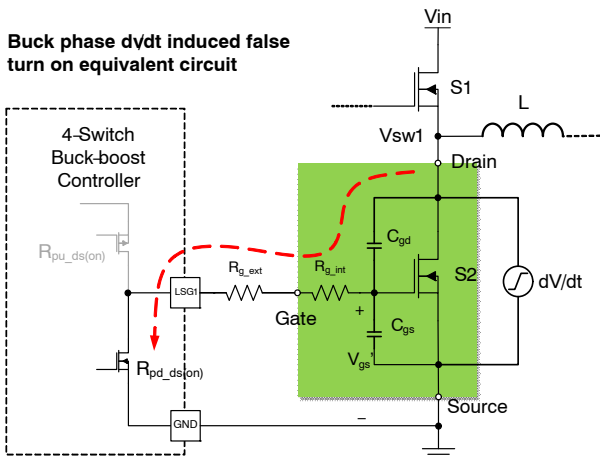 Buck phase dv/dt induced false
turn on equivalent circuit
Vin
S1
L
Vsw1
4-Switch
Buck-boost
Controller
Drain
Rpu_ds(on)
Cgd
Rg_ext
Rg_int
S2
dV/dt
LSG1
Gate
+
Cgs
Vgs'
Rpd_ds(on)
Source
GND
–